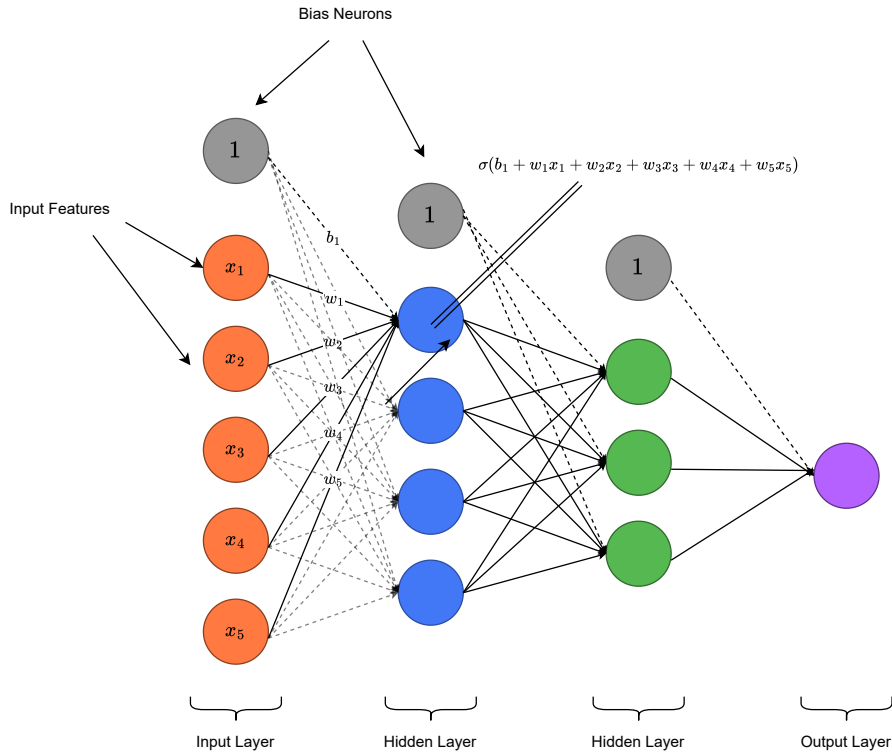 Bias Neurons
1
σ(b₁ + w₁x₁ + w₂x₂ + w₃x₃ + w₄x₄ + w₅x₅)
Input Features
1
b₁
x₁
1
w₁
w₂
x₂
w₃
w₄
x₃
w₅
x₄
x₅
Input Layer
Hidden Layer
Hidden Layer
Output Layer